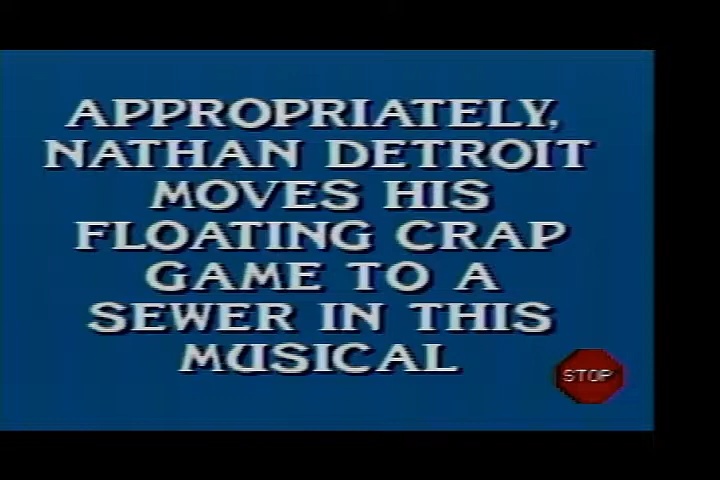 APPROPRIATELY,
NATHAN DETROIT
MOVES HIS
FLOATING CRAP
GAME TO A
SEWER IN THIS
MUSICAL
STOP